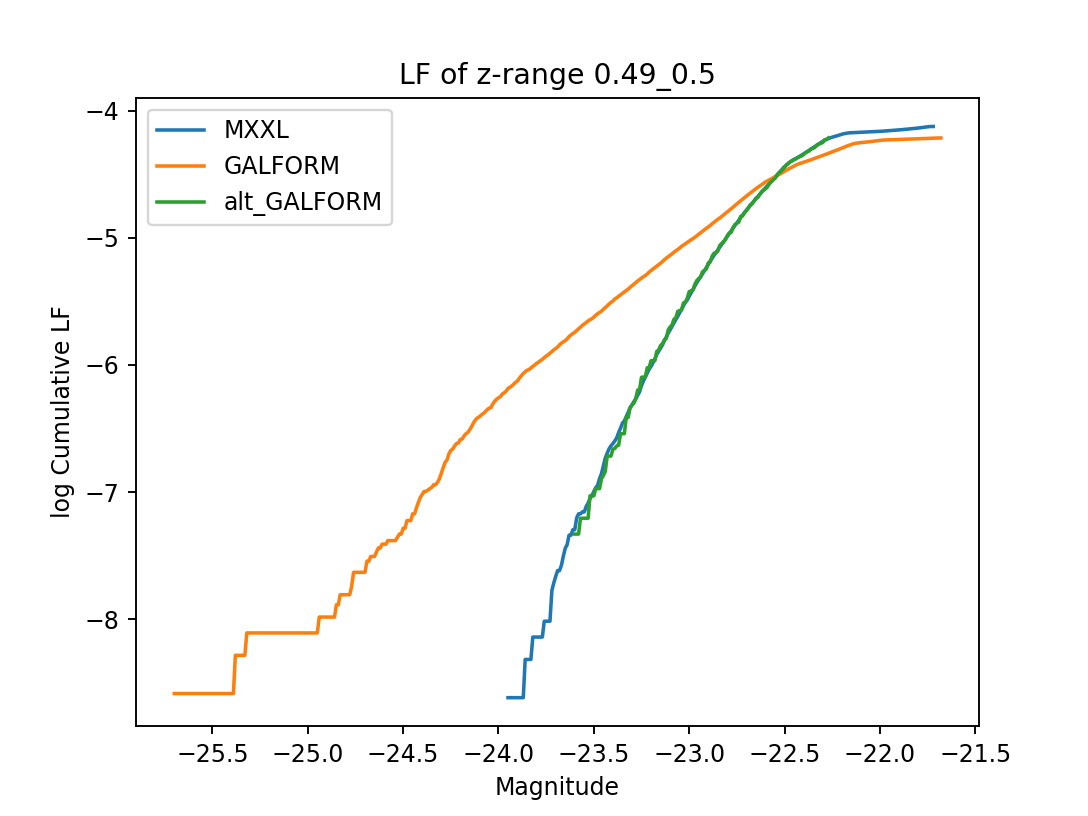 LF of z-range 0.49_0.5
MXXL
GALFORM
alt_GALFORM
−4
−5
−6
−7
−8
log Cumulative LF
−25.5 −25.0 −24.5 −24.0 −23.5 −23.0 −22.5 −22.0 −21.5
Magnitude